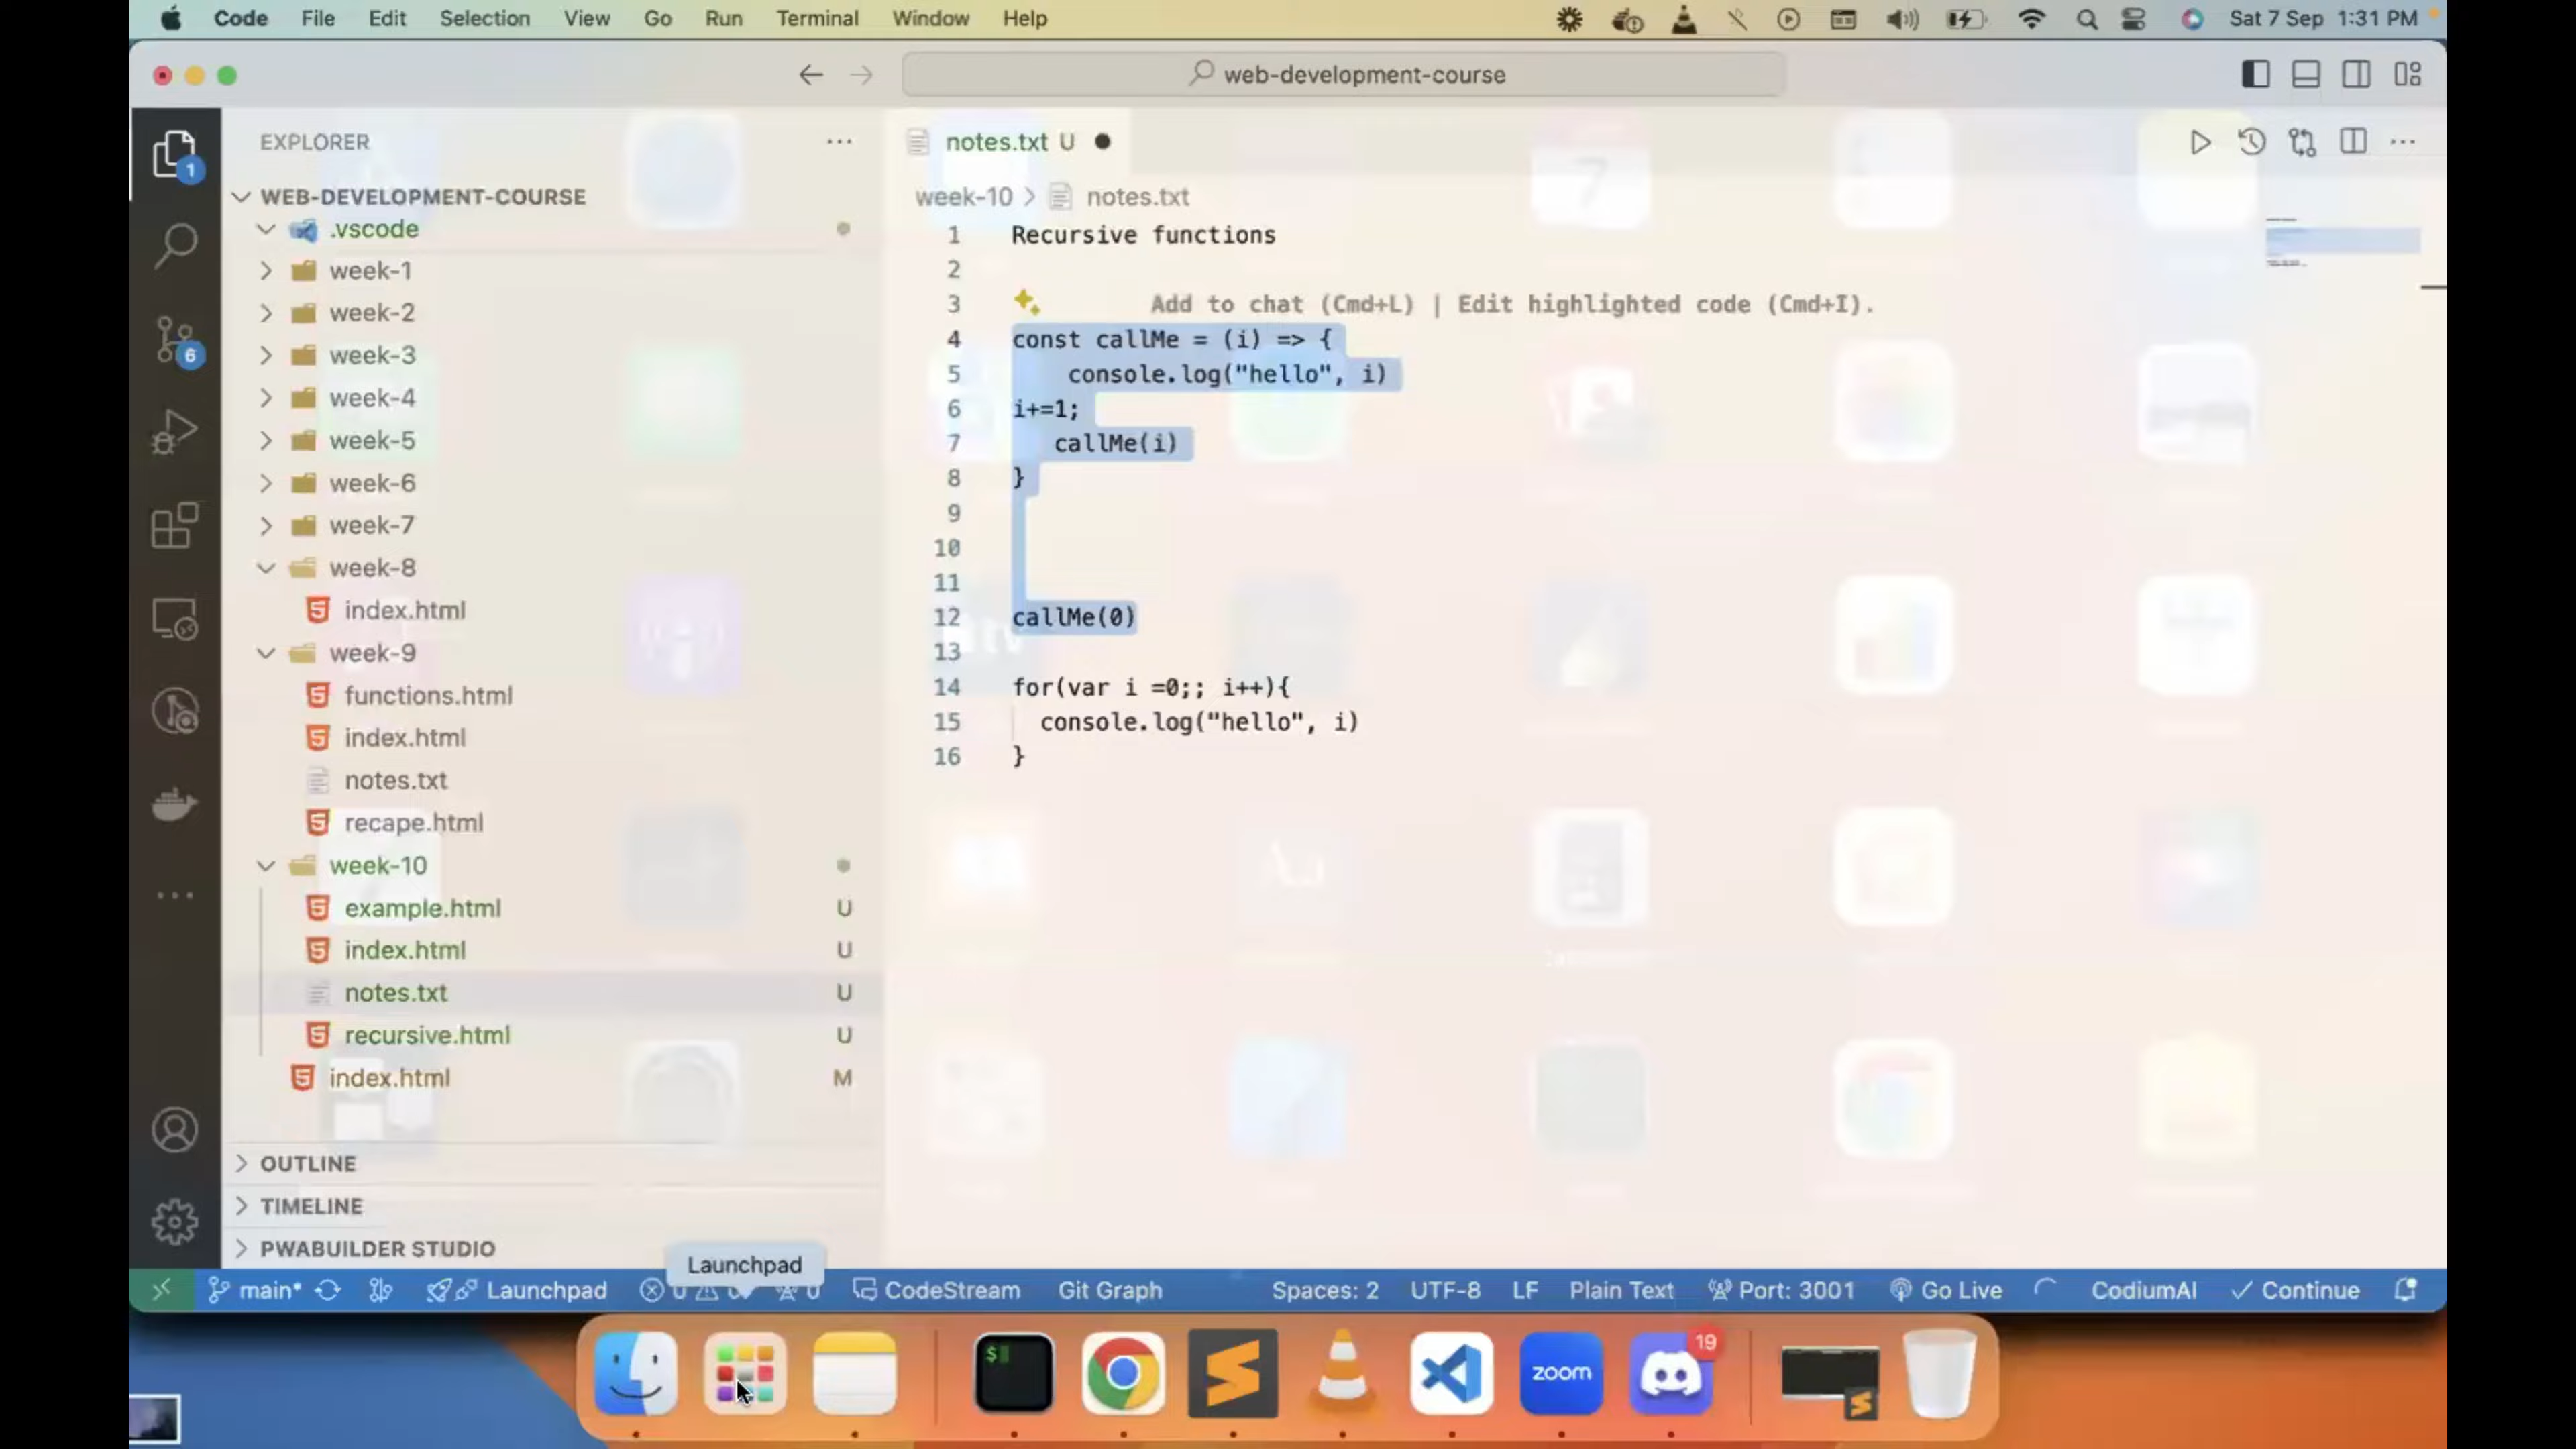 Code File Edit Selection View Go Run Terminal Window Help Sat 7 Sep 1:31 PM
web-development-course
EXPLORER
notes.txt U
WEB-DEVELOPMENT-COURSE
week-10 > notes.txt
.vscode
week-1
week-2
week-3
week-4
week-5
week-6
week-7
week-8
index.html
week-9
functions.html
index.html
notes.txt
recape.html
week-10
example.html U
index.html U
notes.txt U
recursive.html U
index.html M
OUTLINE
TIMELINE
PWABUILDER STUDIO
1 Recursive functions
2
3 Add to chat (Cmd+L) | Edit highlighted code (Cmd+I).
4 const callMe = (i) => {
5 console.log("hello", i)
6 i+=1;
7 callMe(i)
8 }
9
10
11
12 callMe(0)
13
14 for(var i =0;; i++){
15 console.log("hello", i)
16 }
1
6
7
tv
Launchpad
main* Launchpad 0 0 CodeStream Git Graph Spaces: 2 UTF-8 LF Plain Text Port: 3001 Go Live CodiumAI Continue
$
zoom
19